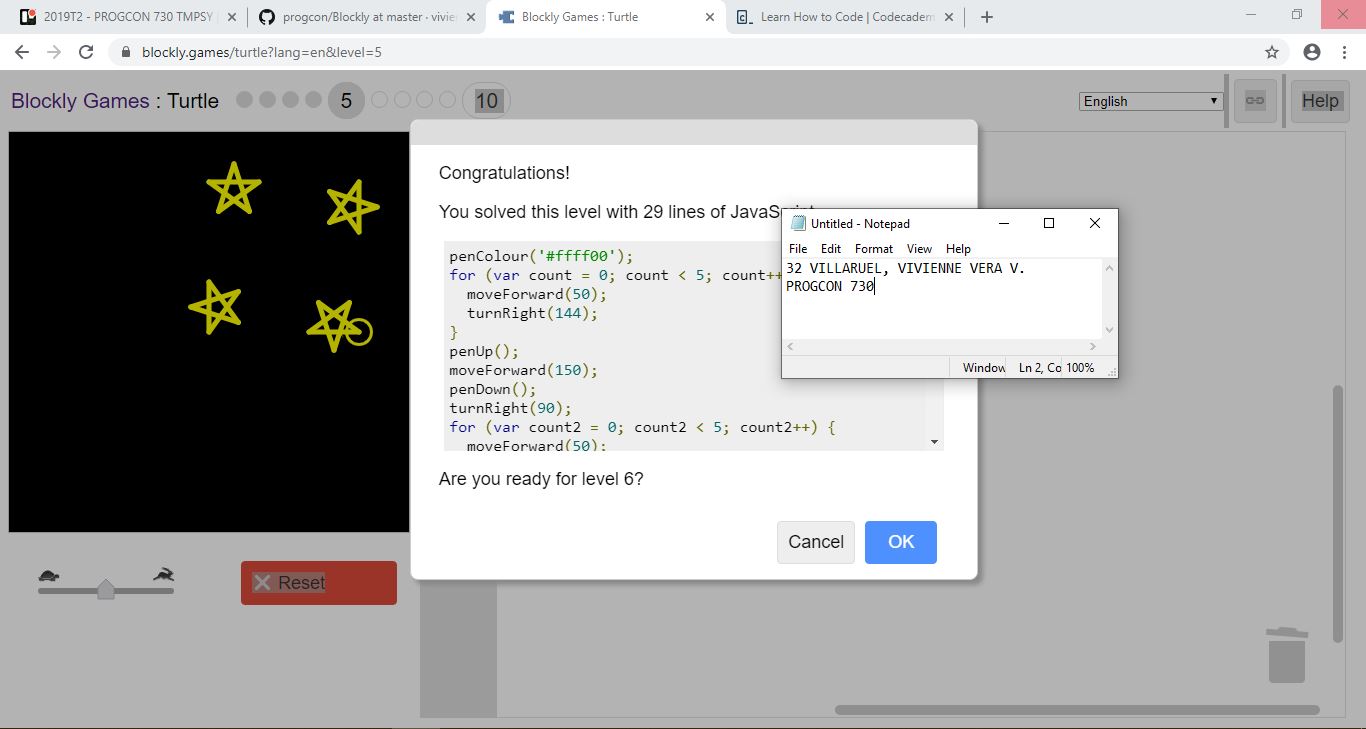 2019T2 - PROGCON 730 TMPSY
progcon/Blockly at master · vivie
Blockly Games : Turtle
Learn How to Code | Codecadem
blockly.games/turtle?lang=en&level=5
Blockly Games : Turtle 5 10
English
Help
Congratulations!
You solved this level with 29 lines of JavaScript
penColour('#ffff00');
for (var count = 0; count < 5; count++
moveForward(50);
turnRight(144);
}
penUp();
moveForward(150);
penDown();
turnRight(90);
for (var count2 = 0; count2 < 5; count2++) {
moveForward(50);
Are you ready for level 6?
Cancel
OK
Reset
Untitled - Notepad
File Edit Format View Help
32 VILLARUEL, VIVIENNE VERA V.
PROGCON 730
Window Ln 2, Co 100%